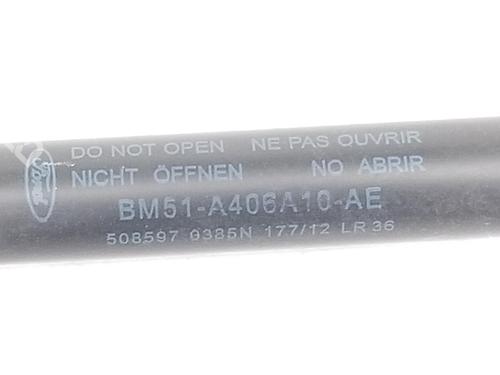 DO NOT OPEN NE PAS OUVRIR
Ford NICHT ÖFFNEN NO ABRIR
BM51-A406A10-AE
508597 0385N 177/12 LR 36